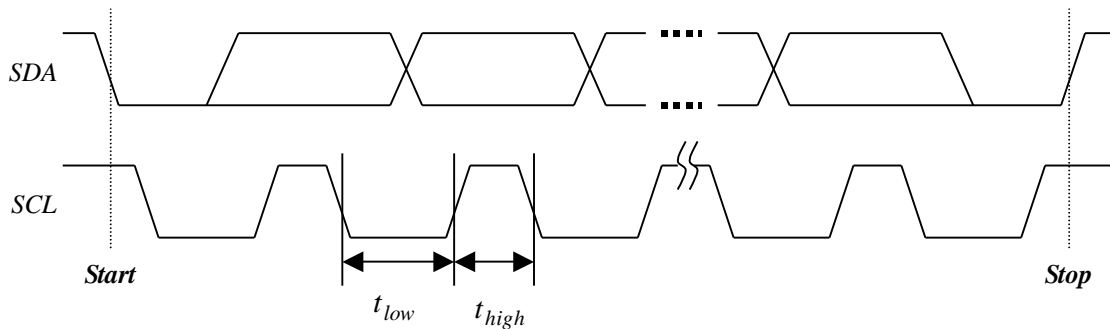 SDA
SCL
Start
Stop
t_low
t_high